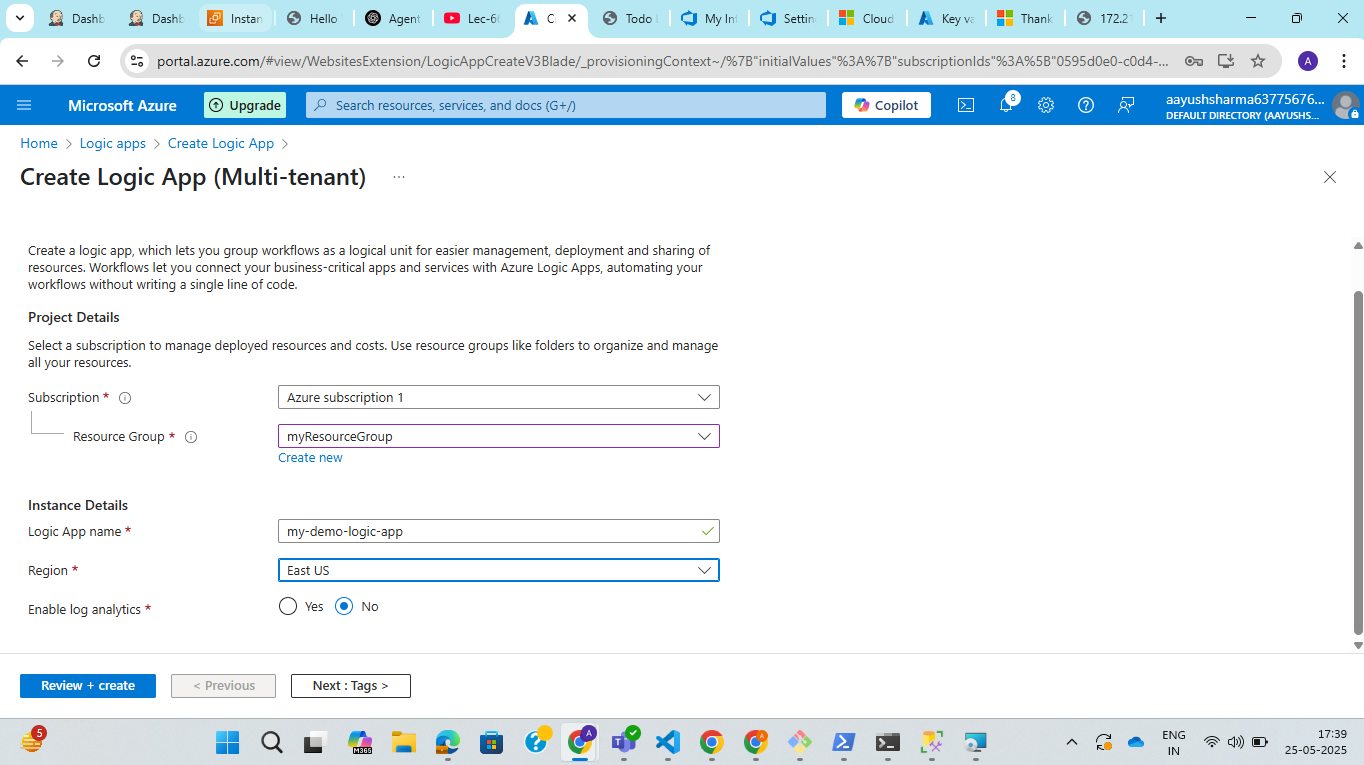 Dashb
Dashb
Instan
Hello
Agent
Lec-6
C
Todo
My In
Settin
Cloud
Key va
Thank
172.2
portal.azure.com/#view/WebsitesExtension/LogicAppCreateV3Blade/_provisioningContext~/%7B"initialValues"%3A%7B"subscriptionIds"%3A%5B"0595d0e0-c0d4-...
A
Microsoft Azure
Upgrade
Search resources, services, and docs (G+/)
Copilot
8
aayushsharma63775676...
DEFAULT DIRECTORY (AAYUSHS...
Home > Logic apps > Create Logic App >
Create Logic App (Multi-tenant) ...
Create a logic app, which lets you group workflows as a logical unit for easier management, deployment and sharing of
resources. Workflows let you connect your business-critical apps and services with Azure Logic Apps, automating your
workflows without writing a single line of code.
Project Details
Select a subscription to manage deployed resources and costs. Use resource groups like folders to organize and manage
all your resources.
Subscription * Azure subscription 1
Resource Group * myResourceGroup
Create new
Instance Details
Logic App name * my-demo-logic-app
Region * East US
Enable log analytics * Yes No
Review + create
< Previous
Next : Tags >
5
M365
A
A
ENG
IN
17:39
25-05-2025